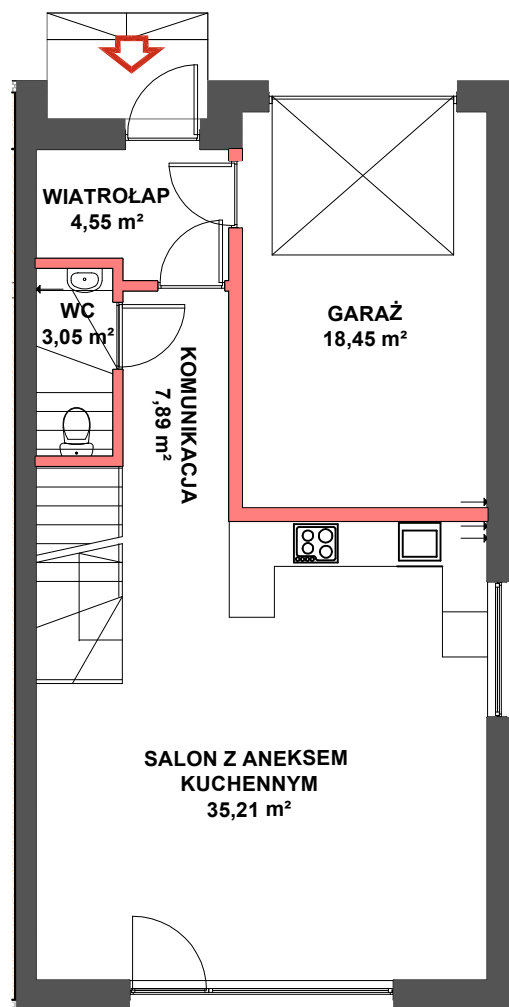 WIATROŁAP
4,55 m²
WC
3,05 m²
GARAŻ
18,45 m²
KOMUNIKACJA
7,89 m²
SALON Z ANEKSEM
KUCHENNYM
35,21 m²